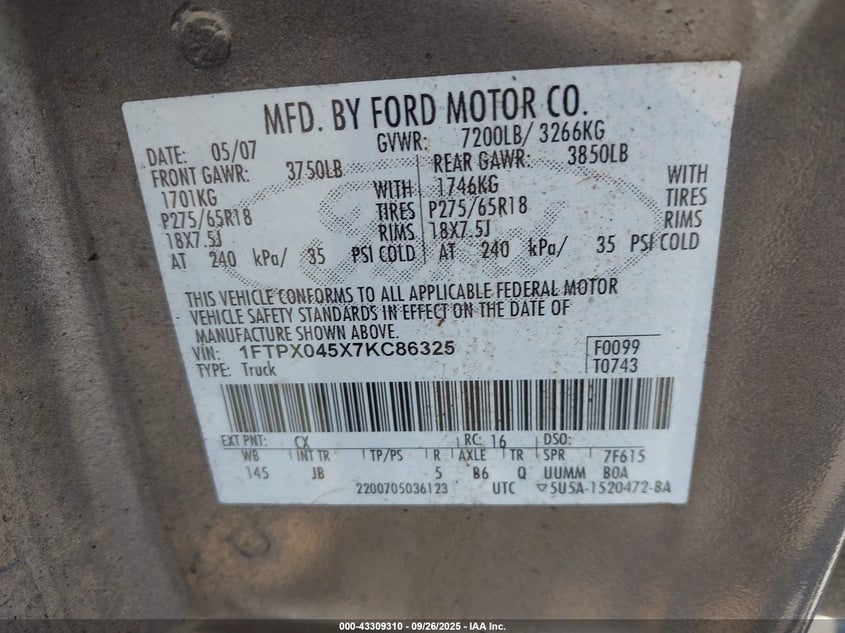 MFD. BY FORD MOTOR CO.
DATE: 05/07 GVWR: 7200LB/ 3266KG
FRONT GAWR: 3750LB REAR GAWR: 3850LB
1701KG WITH 1746KG WITH
P275/65R18 TIRES P275/65R18 TIRES
18X7.5J RIMS 18X7.5J RIMS
AT 240 kPa/ 35 PSI COLD AT 240 kPa/ 35 PSI COLD
THIS VEHICLE CONFORMS TO ALL APPLICABLE FEDERAL MOTOR
VEHICLE SAFETY STANDARDS IN EFFECT ON THE DATE OF
MANUFACTURE SHOWN ABOVE.
VIN: 1FTPX045X7KC86325 F0099
TYPE: Truck T0743
EXT PNT: CX RC: 16 DSO:
WB INT TR TP/PS R AXLE TR SPR 7F615
145 JB 5 B6 Q UUMM BOA
2200705036123 UTC ▽5U5A-1520472-BA
000-43309310 - 09/26/2025 - IAA Inc.